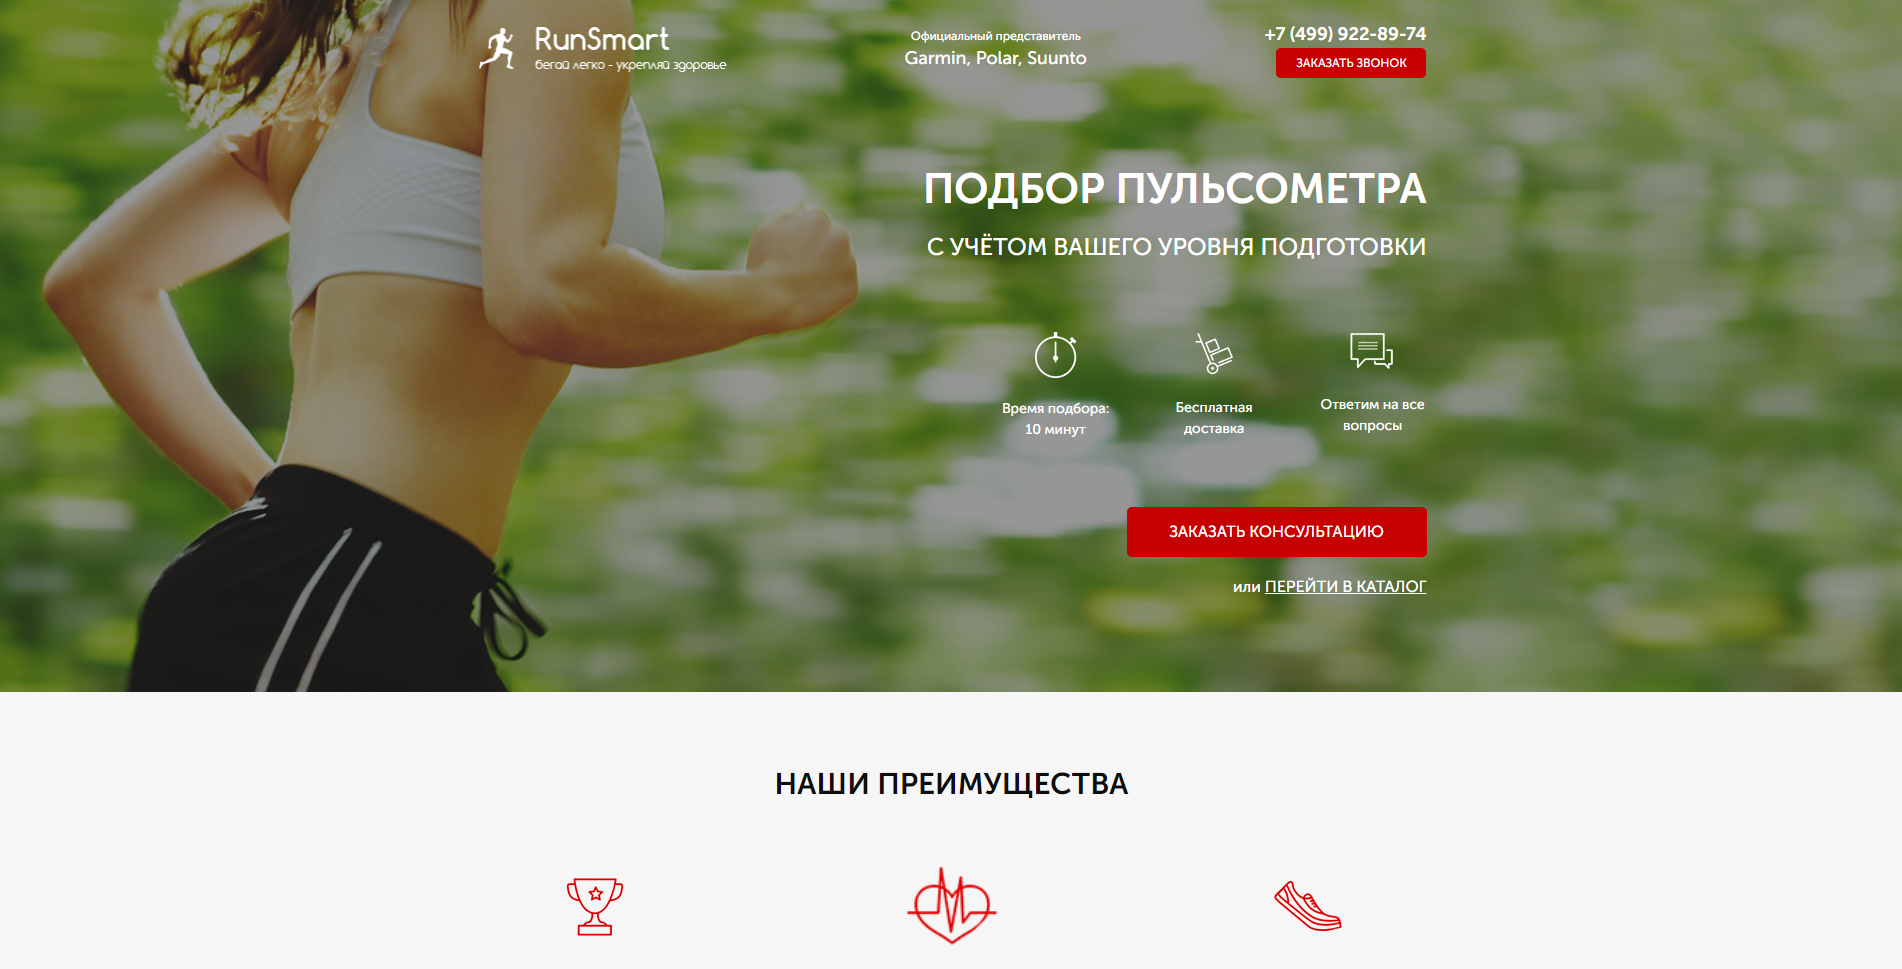 RunSmart
бегай легко - укрепляй здоровье
Официальный представитель
Garmin, Polar, Suunto
+7 (499) 922-89-74
ЗАКАЗАТЬ ЗВОНОК
ПОДБОР ПУЛЬСОМЕТРА
С УЧЁТОМ ВАШЕГО УРОВНЯ ПОДГОТОВКИ
Время подбора:
10 минут
Бесплатная
доставка
Ответим на все
вопросы
ЗАКАЗАТЬ КОНСУЛЬТАЦИЮ
или ПЕРЕЙТИ В КАТАЛОГ
НАШИ ПРЕИМУЩЕСТВА